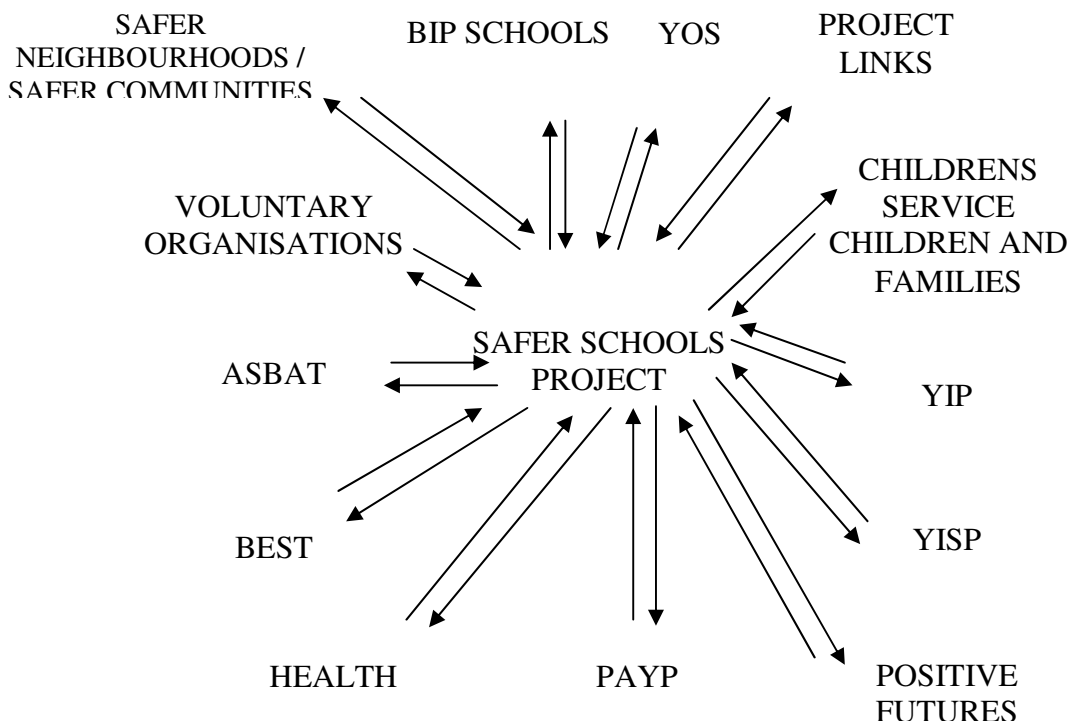 SAFER
NEIGHBOURHOODS /
SAFER COMMUNITIES
BIP SCHOOLS
YOS
PROJECT
LINKS
CHILDRENS
SERVICE
CHILDREN AND
FAMILIES
VOLUNTARY
ORGANISATIONS
SAFER SCHOOLS
PROJECT
ASBAT
YIP
BEST
YISP
HEALTH
PAYP
POSITIVE
FUTURES